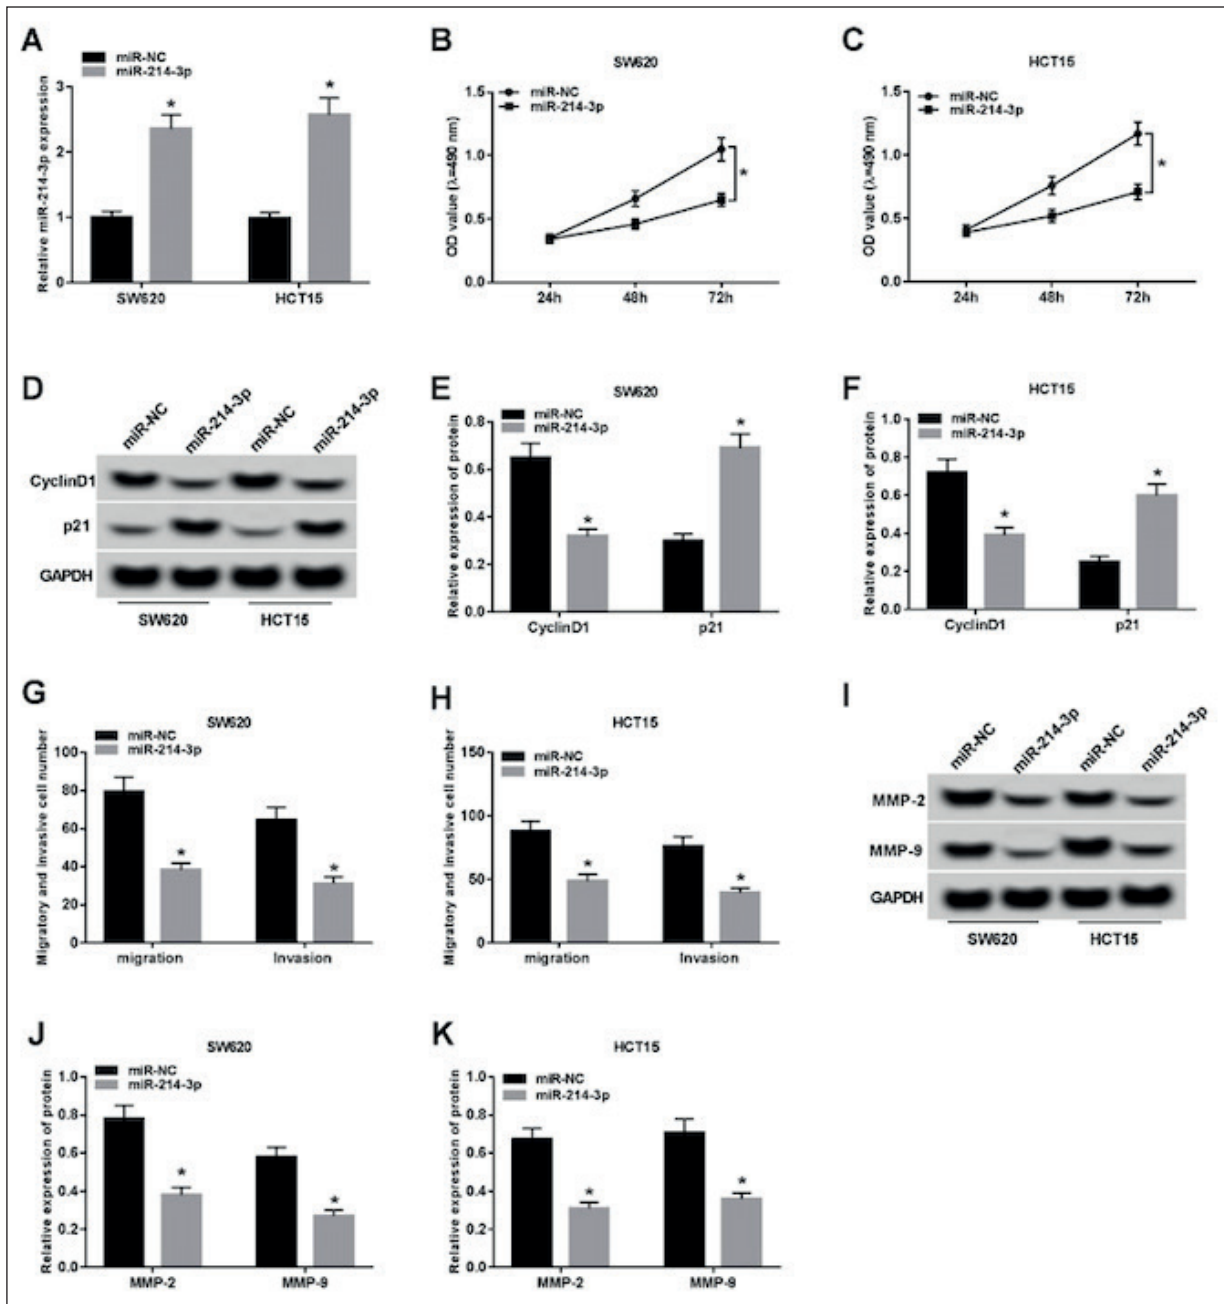 A
miR-NC
miR-214-3p
Relative miR-214-3p expression
3
2
1
0
*
*
SW620
HCT15
B
SW620
miR-NC
miR-214-3p
OD value (λ=490 nm)
1.5
1.0
0.5
0.0
*
24h
48h
72h
C
HCT15
miR-NC
miR-214-3p
OD value (λ=490 nm)
1.5
1.0
0.5
0.0
*
24h
48h
72h
D
miR-NC
miR-214-3p
miR-NC
miR-214-3p
CyclinD1
p21
GAPDH
SW620
HCT15
E
SW620
miR-NC
miR-214-3p
Relative expression of protein
0.8
0.6
0.4
0.2
0.0
*
*
CyclinD1
p21
F
HCT15
miR-NC
miR-214-3p
Relative expression of protein
1.0
0.8
0.6
0.4
0.2
0.0
*
*
CyclinD1
p21
G
SW620
miR-NC
miR-214-3p
Migratory and invasive cell number
100
80
60
40
20
0
*
*
migration
Invasion
H
HCT15
miR-NC
miR-214-3p
Migratory and invasive cell number
150
100
50
0
*
*
migration
Invasion
I
miR-NC
miR-214-3p
miR-NC
miR-214-3p
MMP-2
MMP-9
GAPDH
SW620
HCT15
J
SW620
miR-NC
miR-214-3p
Relative expression of protein
1.0
0.8
0.6
0.4
0.2
0.0
*
*
MMP-2
MMP-9
K
HCT15
miR-NC
miR-214-3p
Relative expression of protein
1.0
0.8
0.6
0.4
0.2
0.0
*
*
MMP-2
MMP-9